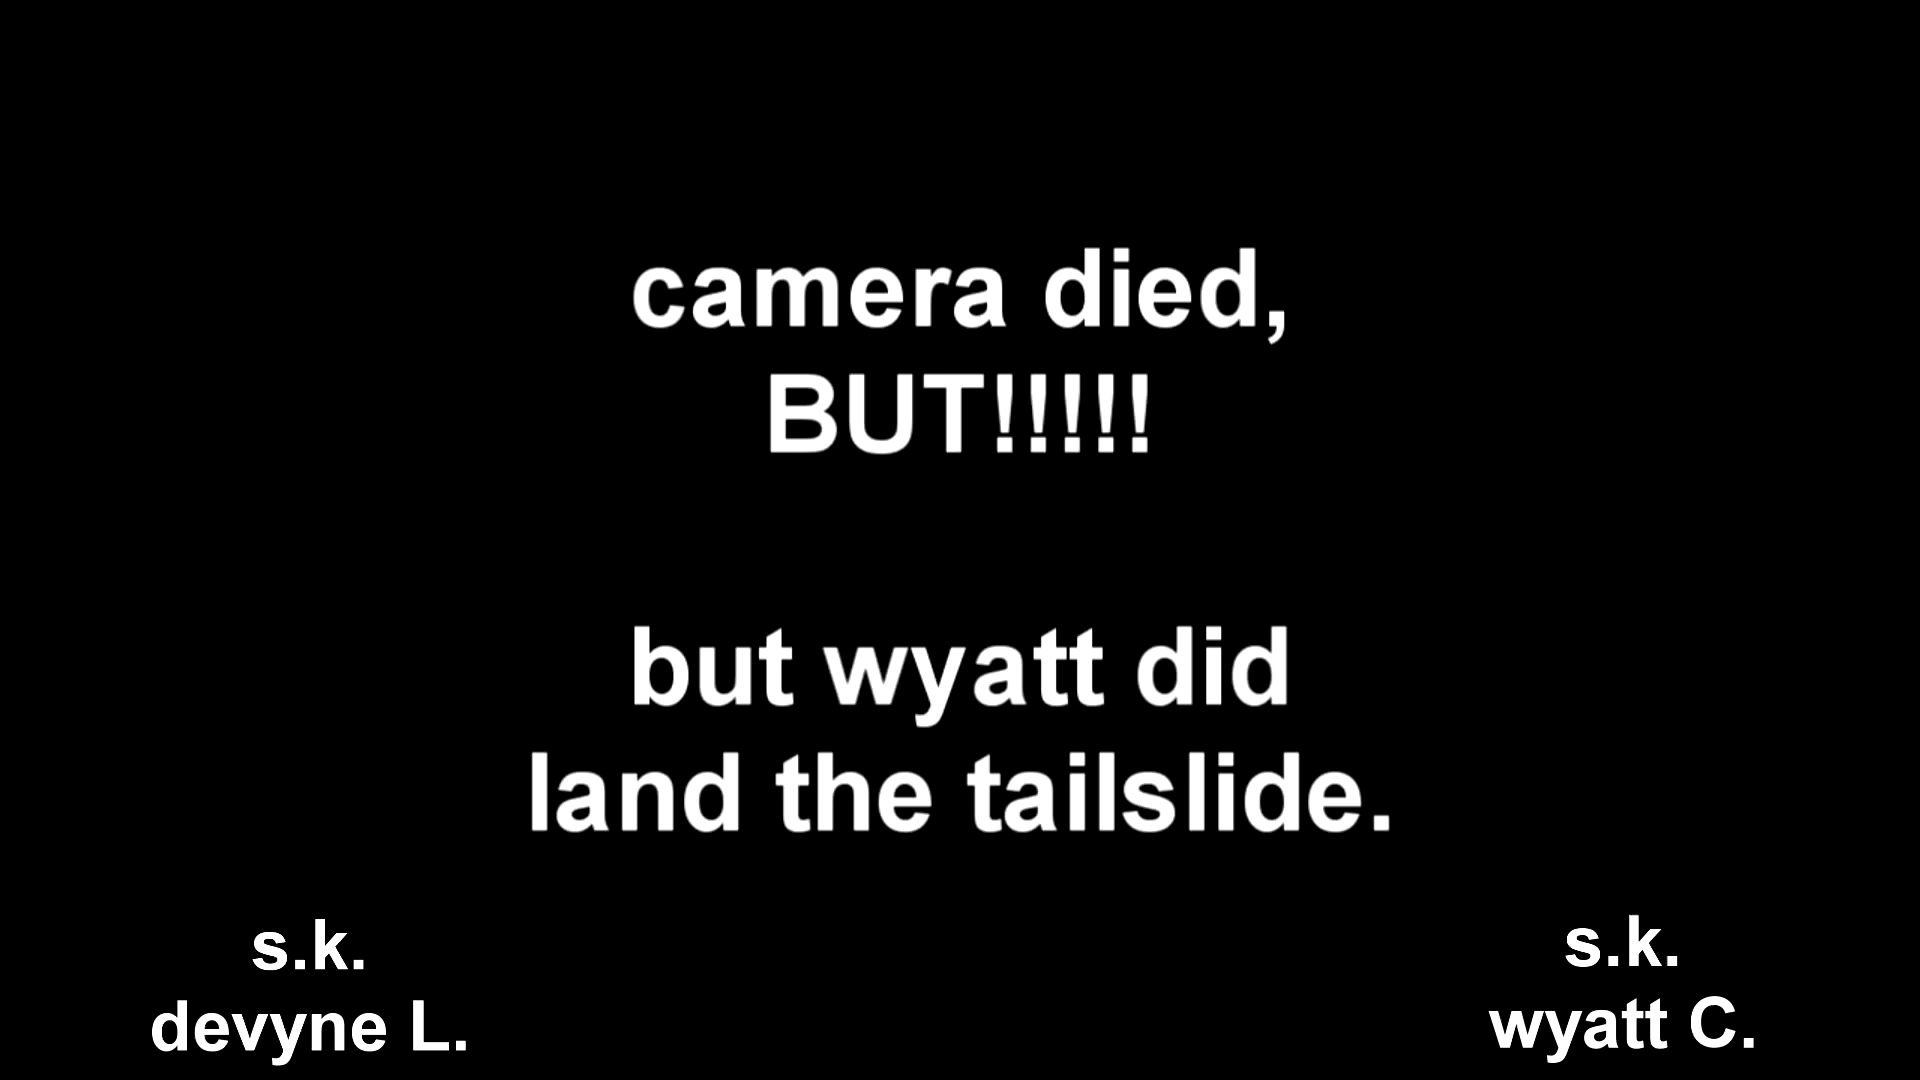 camera died,
BUT!!!!!
but wyatt did
land the tailslide.
s.k.
devyne L.
s.k.
wyatt C.